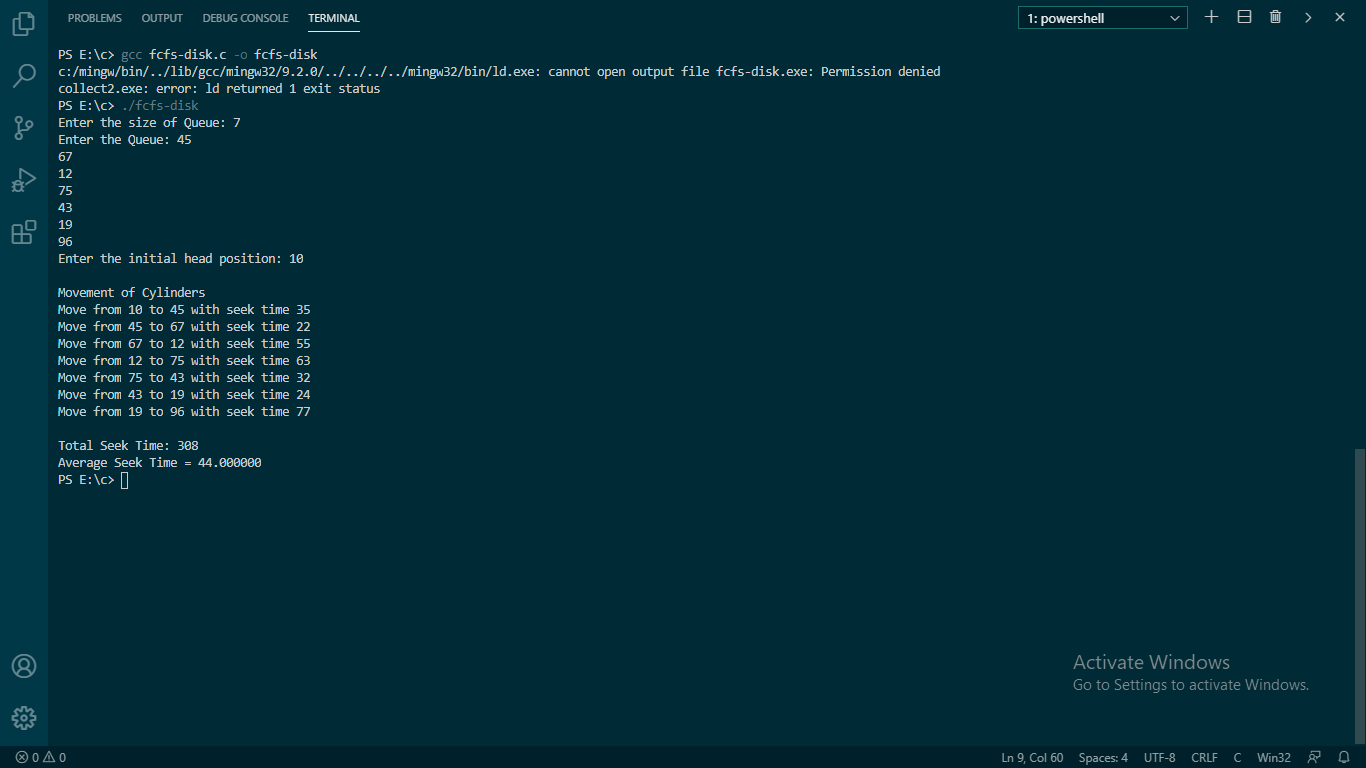 PROBLEMS OUTPUT DEBUG CONSOLE TERMINAL 1: powershell
PS E:\c> gcc fcfs-disk.c -o fcfs-disk
c:/mingw/bin/../lib/gcc/mingw32/9.2.0/../../../../mingw32/bin/ld.exe: cannot open output file fcfs-disk.exe: Permission denied
collect2.exe: error: ld returned 1 exit status
PS E:\c> ./fcfs-disk
Enter the size of Queue: 7
Enter the Queue: 45
67
12
75
43
19
96
Enter the initial head position: 10

Movement of Cylinders
Move from 10 to 45 with seek time 35
Move from 45 to 67 with seek time 22
Move from 67 to 12 with seek time 55
Move from 12 to 75 with seek time 63
Move from 75 to 43 with seek time 32
Move from 43 to 19 with seek time 24
Move from 19 to 96 with seek time 77

Total Seek Time: 308
Average Seek Time = 44.000000
PS E:\c>
Activate Windows
Go to Settings to activate Windows.
0 0 Ln 9, Col 60 Spaces: 4 UTF-8 CRLF C Win32